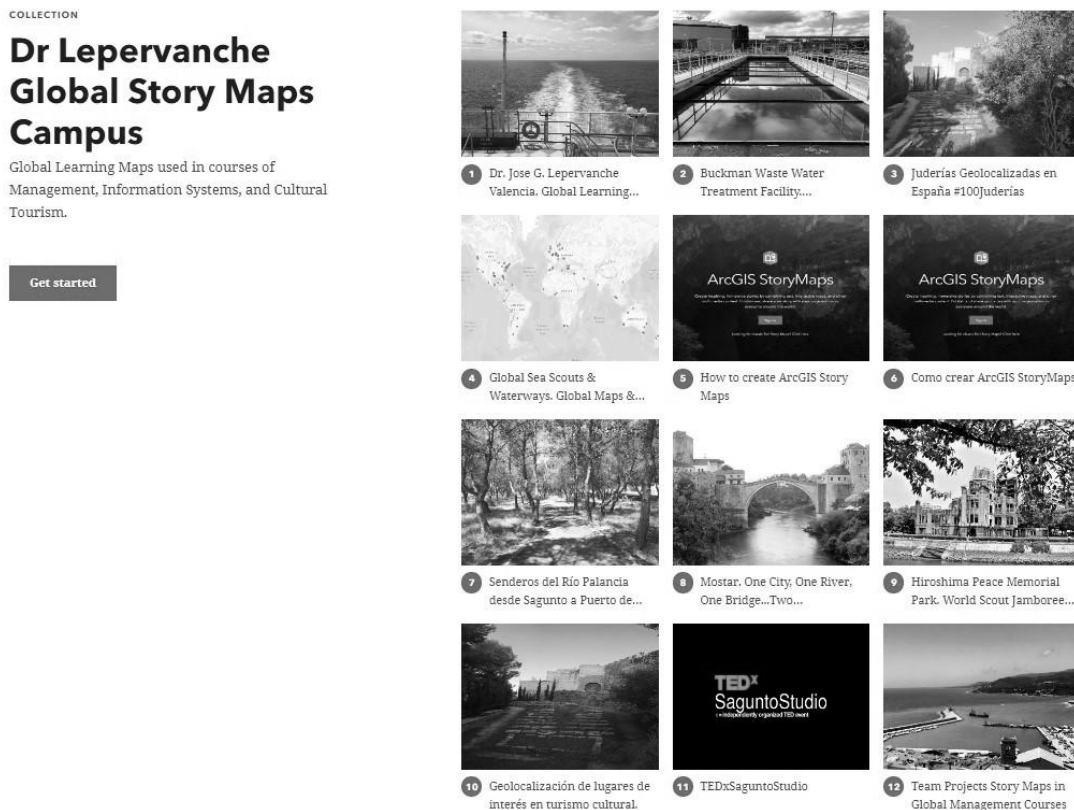 COLLECTION
Dr Lepervanche
Global Story Maps
Campus
Global Learning Maps used in courses of
Management, Information Systems, and Cultural
Tourism.
Get started
1 Dr. Jose G. Lepervanche
Valencia. Global Learning...
2 Buckman Waste Water
Treatment Facility....
3 Juderías Geolocalizadas en
España #100Juderías
4 Global Sea Scouts &
Waterways. Global Maps &...
ArcGIS StoryMaps
5 How to create ArcGIS Story
Maps
ArcGIS StoryMaps
6 Como crear ArcGIS StoryMaps
7 Senderos del Río Palancia
desde Sagunto a Puerto de...
8 Mostar. One City, One River,
One Bridge...Two...
9 Hiroshima Peace Memorial
Park. World Scout Jamboree...
10 Geolocalización de lugares de
interés en turismo cultural.
TEDx
SaguntoStudio
x = independently organized TED event
11 TEDxSaguntoStudio
12 Team Projects Story Maps in
Global Management Courses